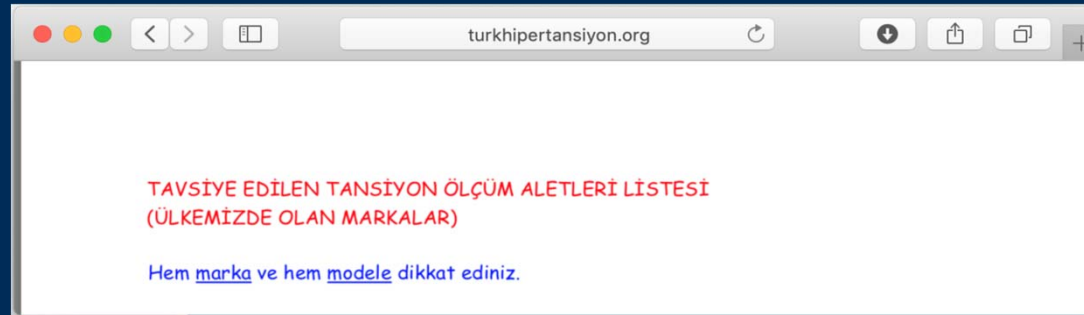 turkhipertansiyon.org
TAVSİYE EDİLEN TANSİYON ÖLÇÜM ALETLERİ LİSTESİ
(ÜLKEMİZDE OLAN MARKALAR)
Hem marka ve hem modele dikkat ediniz.